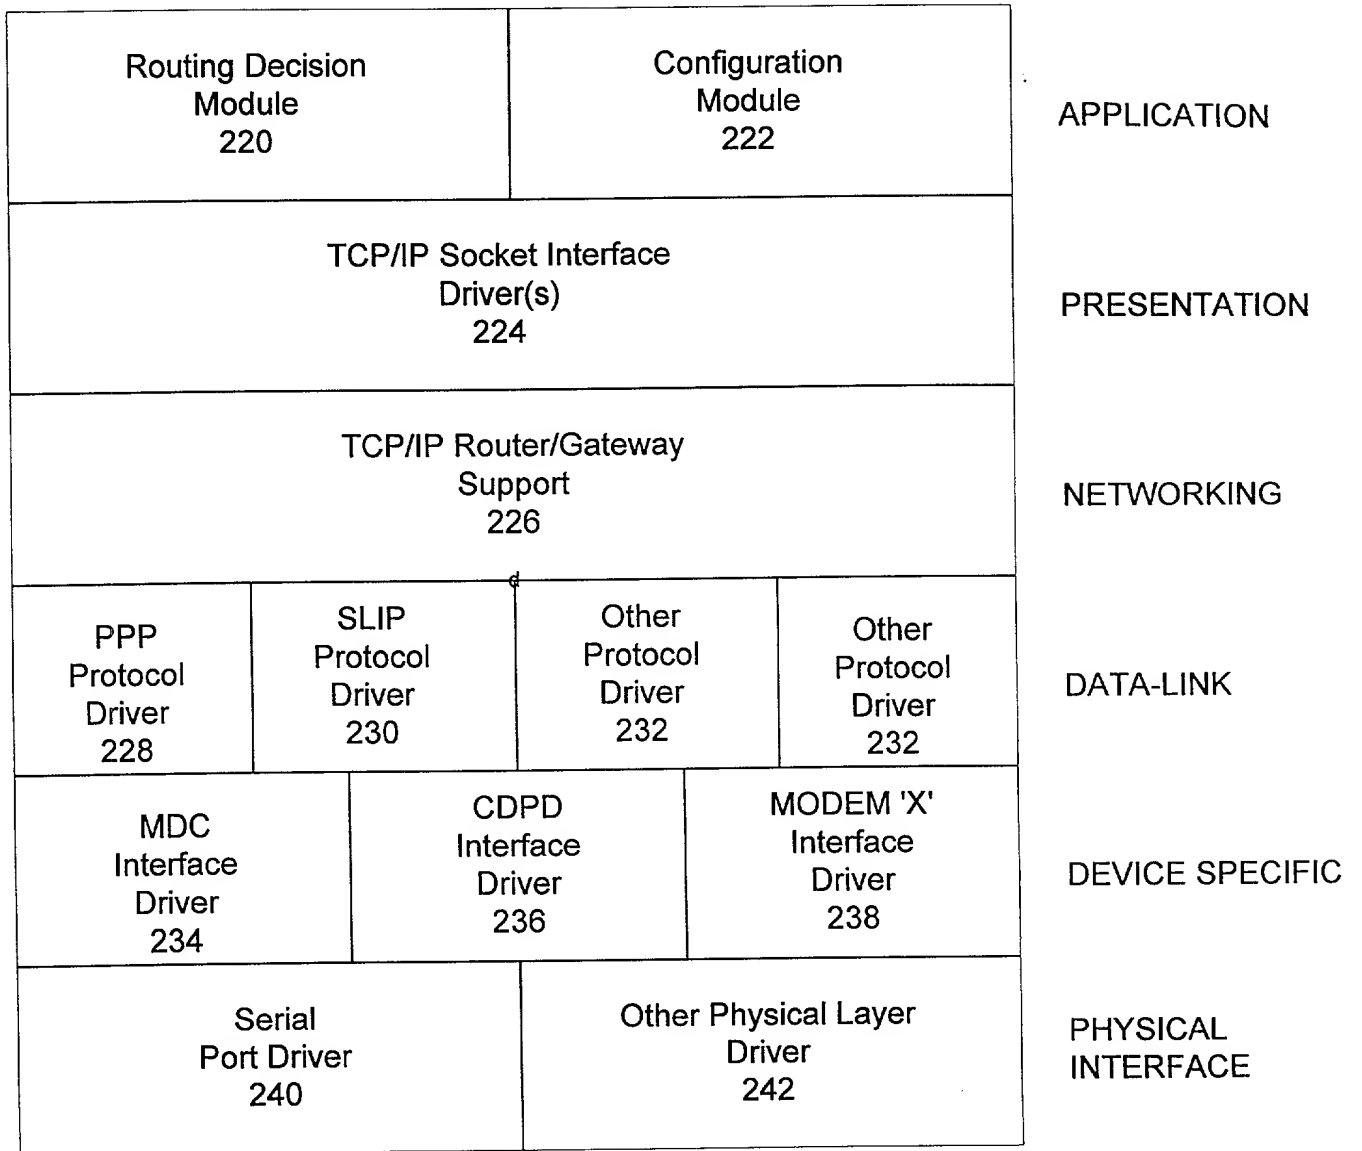 Routing Decision
Module
220
Configuration
Module
222
APPLICATION
TCP/IP Socket Interface
Driver(s)
224
PRESENTATION
TCP/IP Router/Gateway
Support
226
NETWORKING
d
PPP
Protocol
Driver
228
SLIP
Protocol
Driver
230
Other
Protocol
Driver
232
Other
Protocol
Driver
232
DATA-LINK
MDC
Interface
Driver
234
CDPD
Interface
Driver
236
MODEM 'X'
Interface
Driver
238
DEVICE SPECIFIC
Serial
Port Driver
240
Other Physical Layer
Driver
242
PHYSICAL
INTERFACE